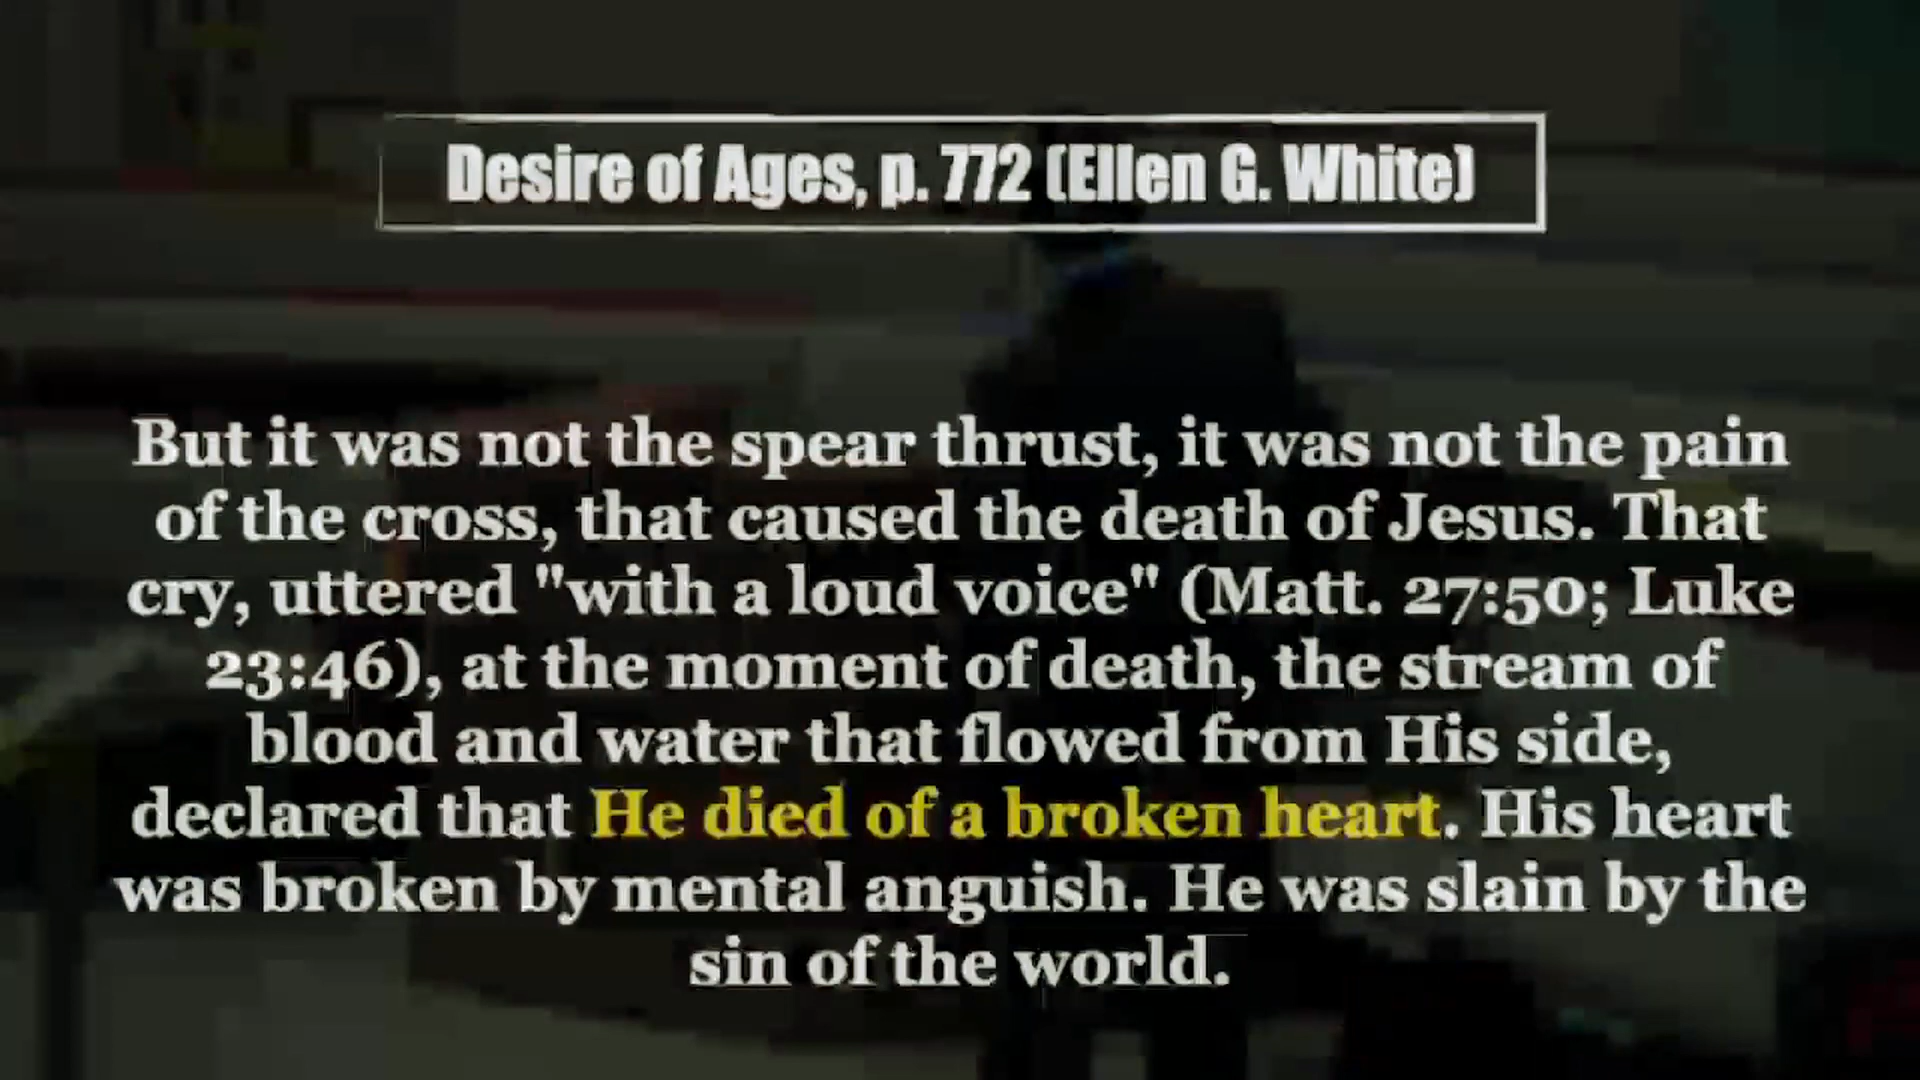 Desire of Ages, p. 772 (Ellen G. White)
But it was not the spear thrust, it was not the pain
of the cross, that caused the death of Jesus. That
cry, uttered "with a loud voice" (Matt. 27:50; Luke
23:46), at the moment of death, the stream of
blood and water that flowed from His side,
declared that He died of a broken heart. His heart
was broken by mental anguish. He was slain by the
sin of the world.